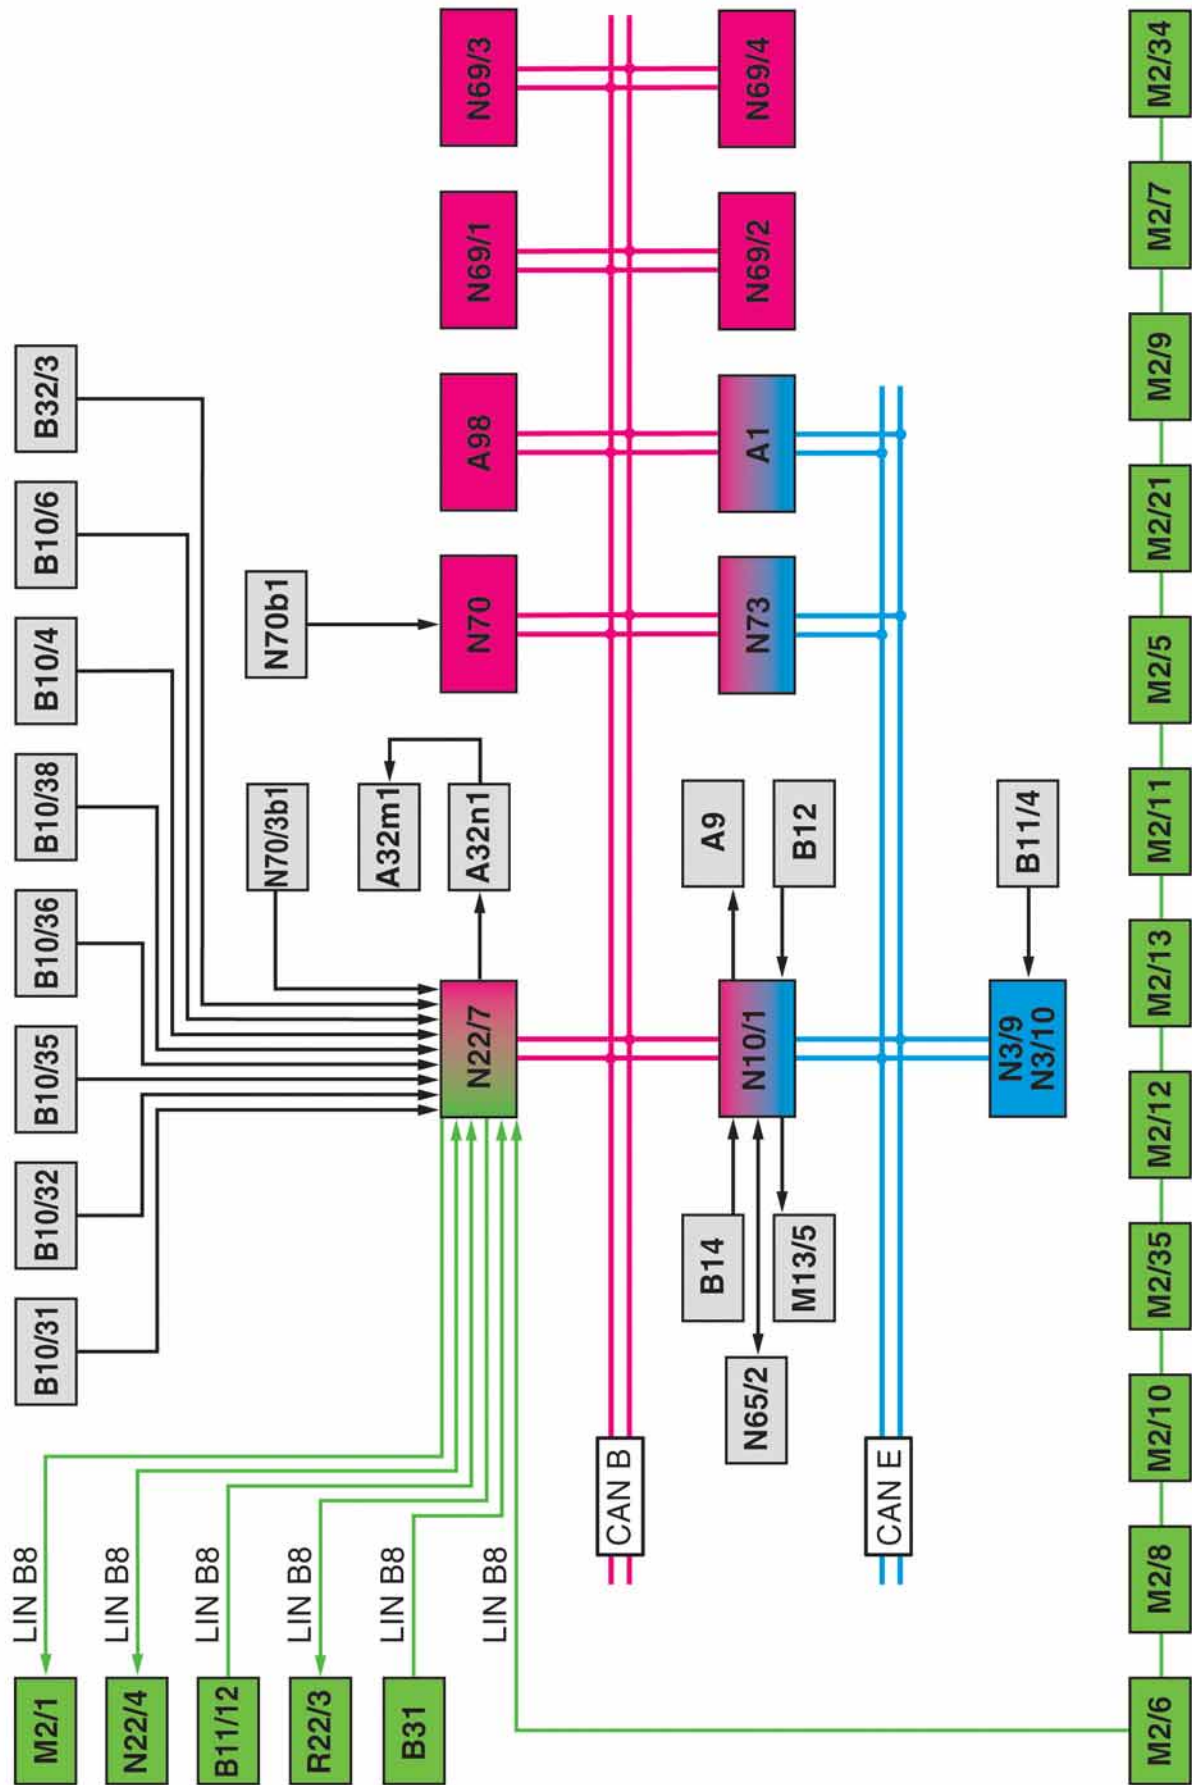 M2/1
N22/4
B11/12
R22/3
B31
LIN B8
LIN B8
LIN B8
LIN B8
LIN B8
LIN B8
B10/31
B10/32
B10/35
B10/36
B10/38
B10/4
B10/6
B32/3
N70/3b1
N70b1
A32m1
A32n1
N22/7
N70
A98
N69/1
N69/3
CAN B
B14
N65/2
M13/5
N10/1
A9
B12
N73
A1
N69/2
N69/4
CAN E
N3/9
N3/10
B11/4
M2/6
M2/8
M2/10
M2/35
M2/12
M2/13
M2/11
M2/5
M2/21
M2/9
M2/7
M2/34